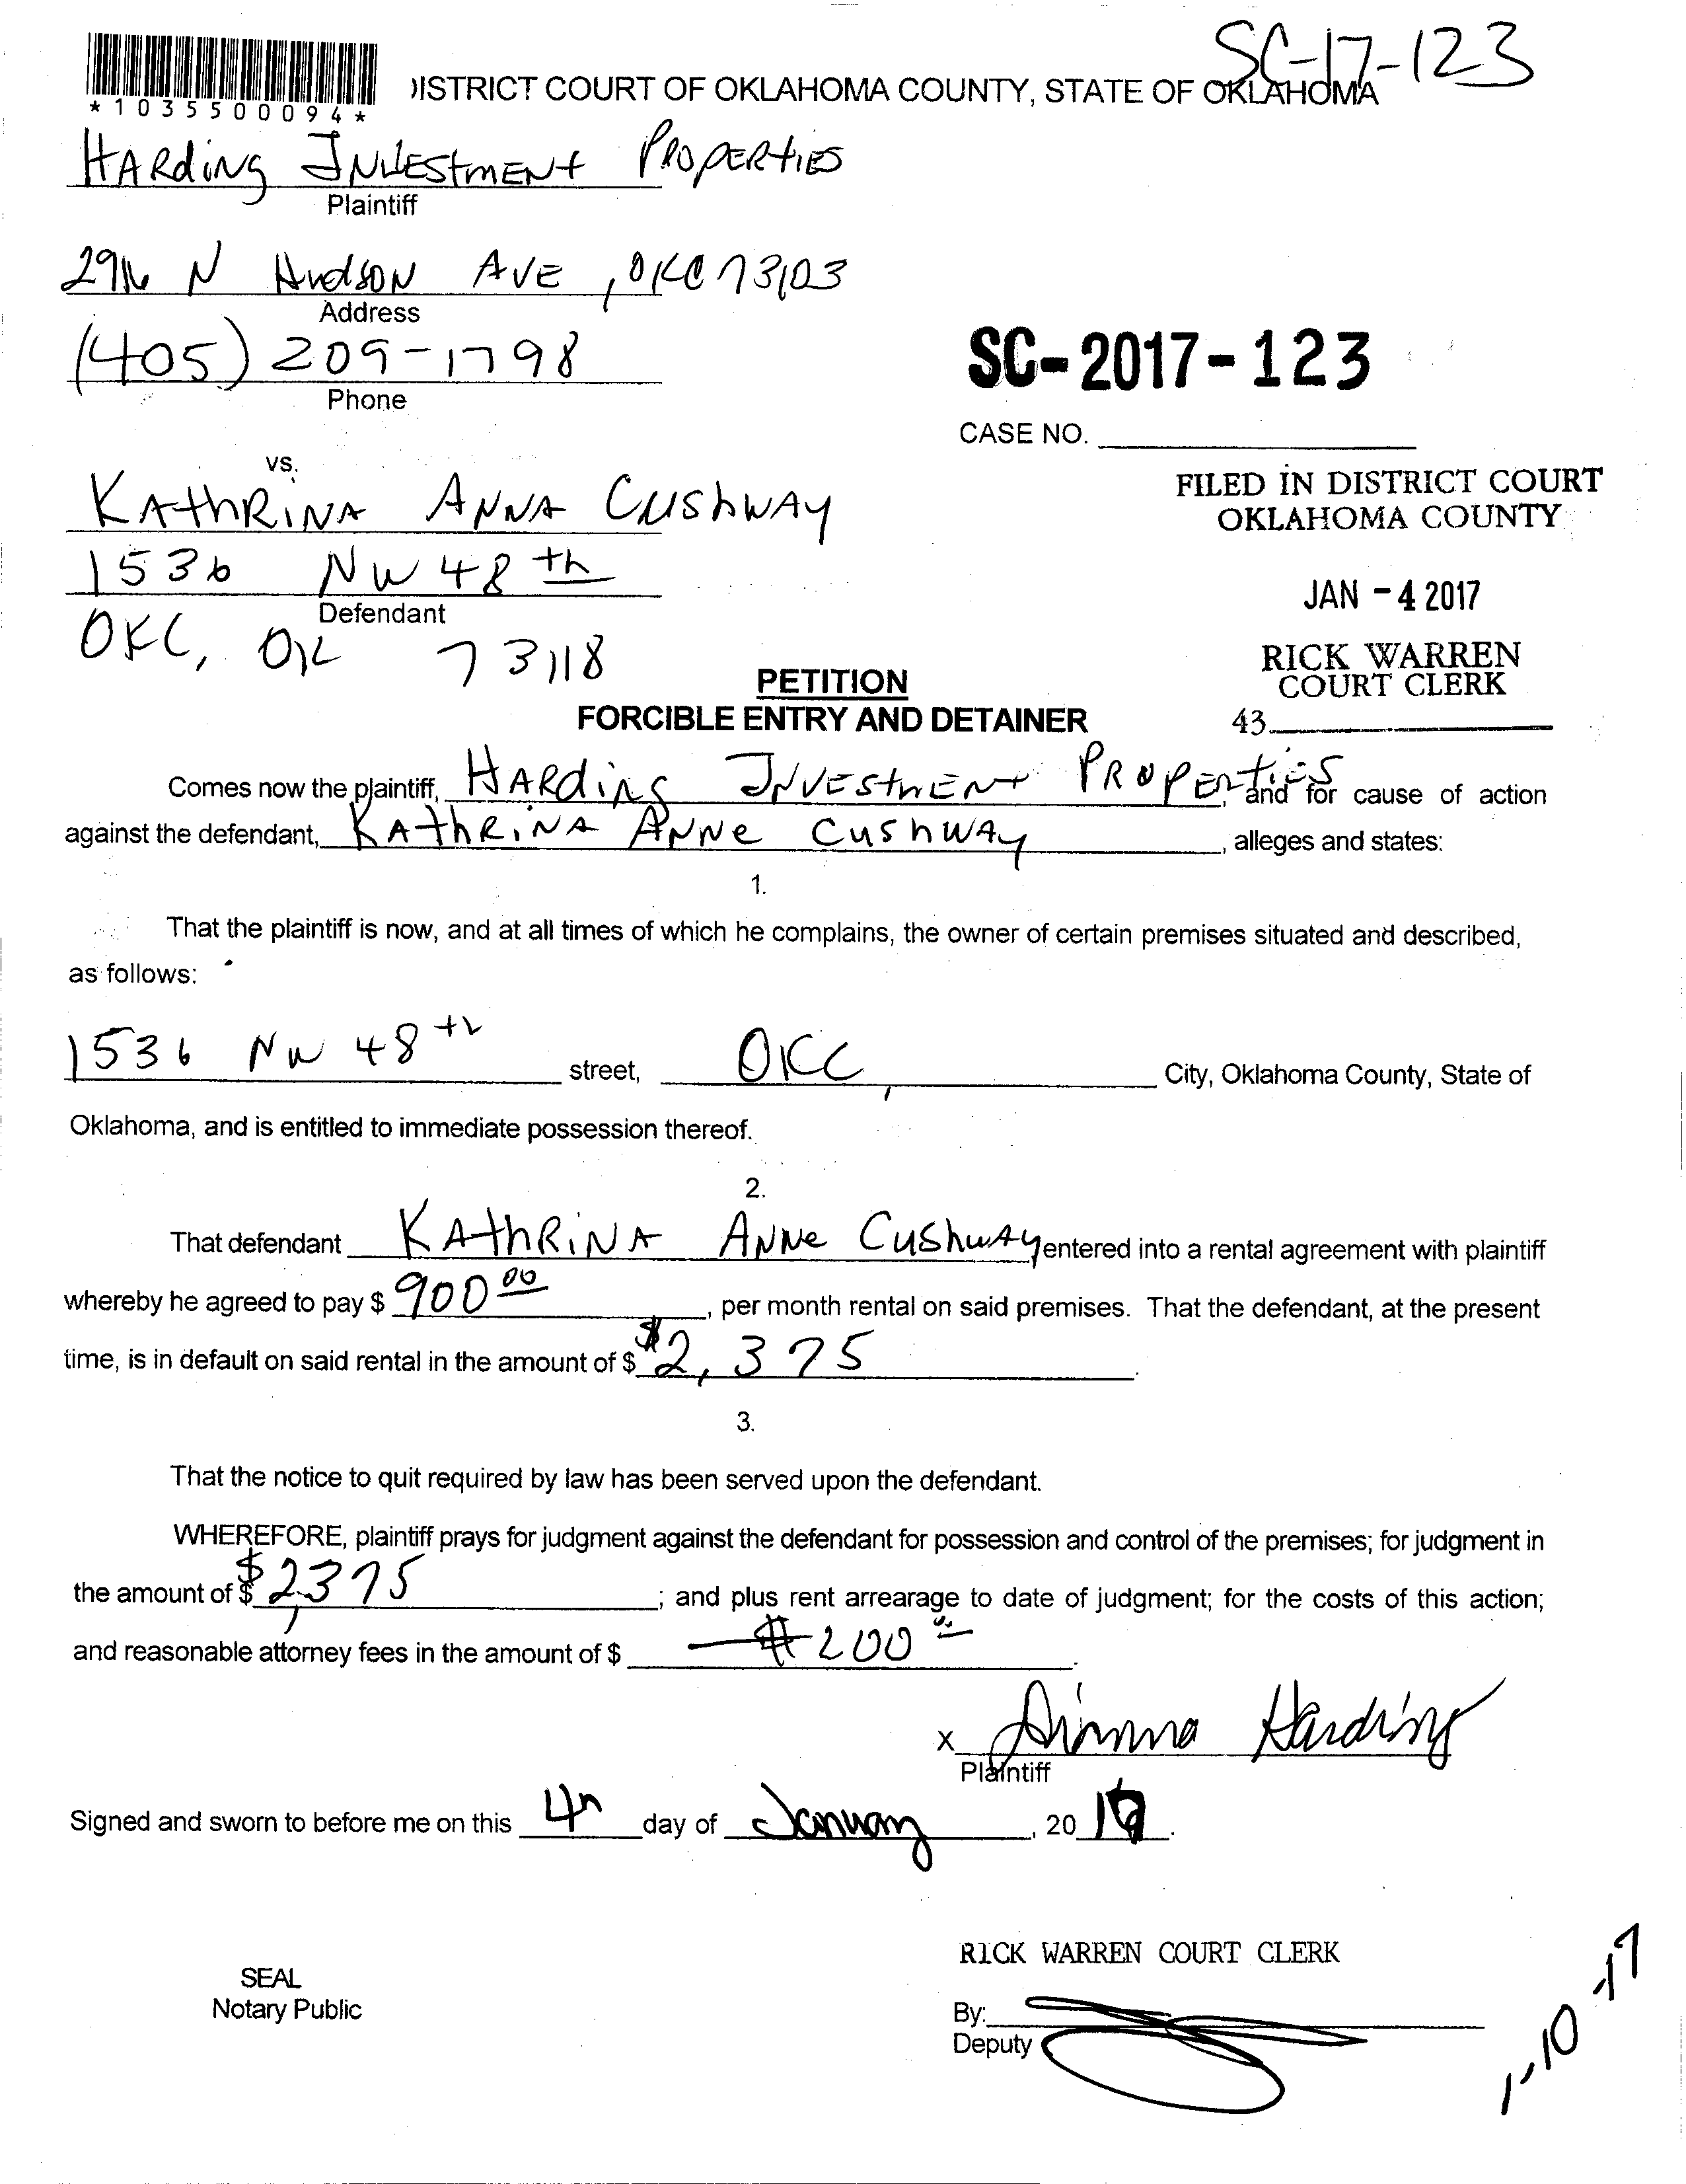 SC-17-123
DISTRICT COURT OF OKLAHOMA COUNTY, STATE OF OKLAHOMA
*1035500094*
HARding INVEStmENt PROPERtiES
Plaintiff
2916 N HudsoN AVE, OKC 73103
Address
(405) 209-1798
Phone
SC-2017-123
CASE NO.
vs.
KAthRiNA ANNA CushwAy
FILED IN DISTRICT COURT
OKLAHOMA COUNTY
1536 NW 48th
Defendant
JAN -4 2017
OKC, OK 73118
RICK WARREN
COURT CLERK
43
PETITION
FORCIBLE ENTRY AND DETAINER
Comes now the plaintiff, HARding INVEStmENt PROPERtiES, and for cause of action
against the defendant, KAthRiNA ANNe CushwAy, alleges and states:
1.
That the plaintiff is now, and at all times of which he complains, the owner of certain premises situated and described,
as follows:
1536 NW 48th street, OKC, City, Oklahoma County, State of
Oklahoma, and is entitled to immediate possession thereof.
2.
That defendant KAthRiNA ANNe CushwAy entered into a rental agreement with plaintiff
whereby he agreed to pay $ 900 00, per month rental on said premises. That the defendant, at the present
time, is in default on said rental in the amount of $ $2,375.
3.
That the notice to quit required by law has been served upon the defendant.
WHEREFORE, plaintiff prays for judgment against the defendant for possession and control of the premises; for judgment in
the amount of $ $2,375; and plus rent arrearage to date of judgment; for the costs of this action;
and reasonable attorney fees in the amount of $ $200 00.
x Dianna Harding
Plaintiff
Signed and sworn to before me on this 4th day of January, 2017.
SEAL
Notary Public
RICK WARREN COURT CLERK
By:
Deputy
1-10-17